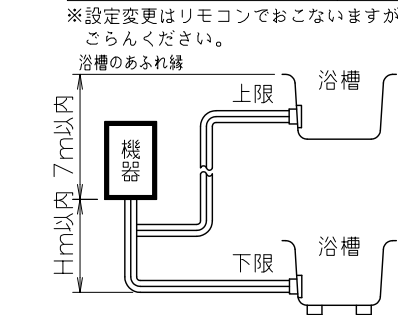 ※設定変更はリモコンでおこないますが
ごらんください。
浴槽のあふれ縁
上限
浴槽
7m以内
機器
Hm以内
下限
浴槽